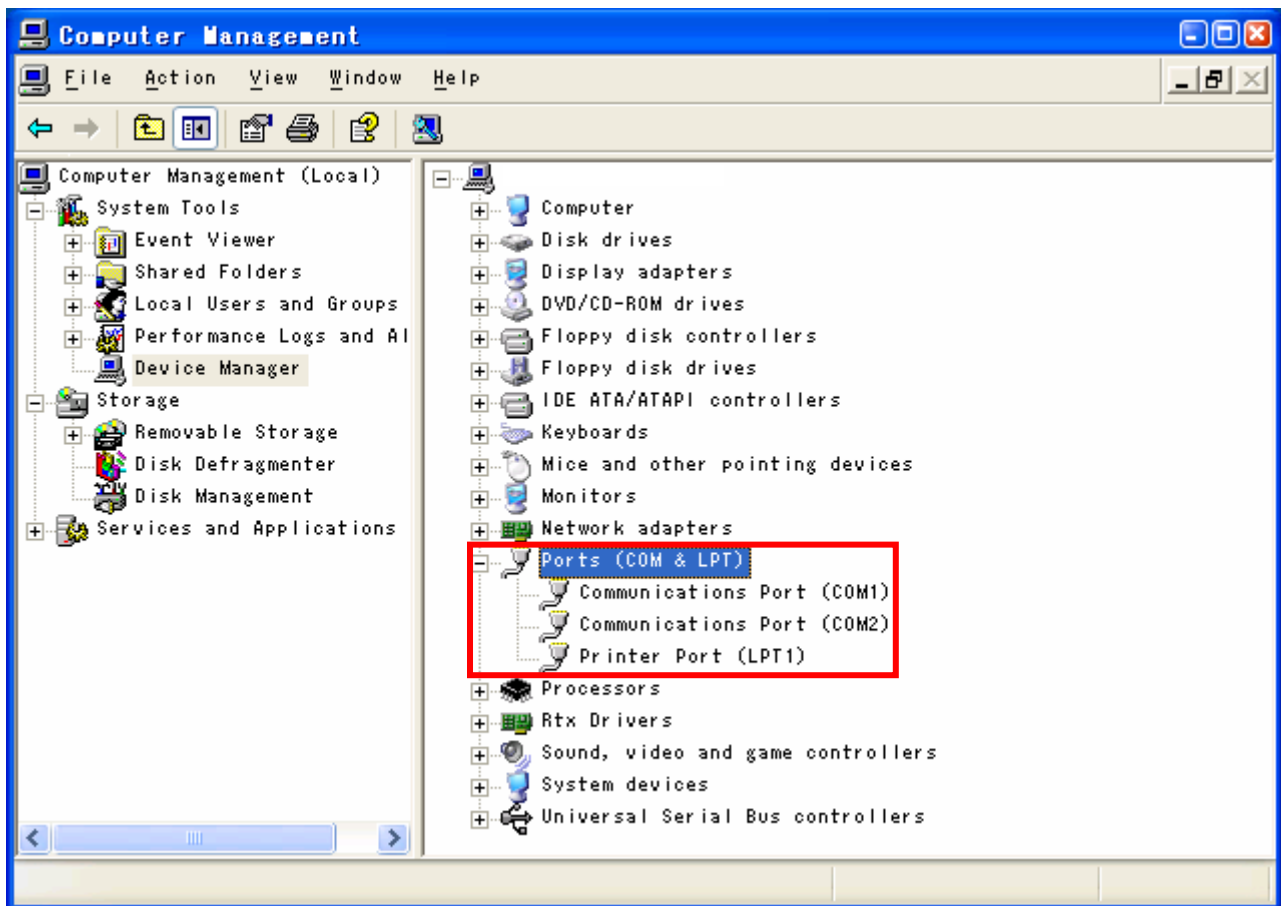 Computer Management
File Action View Window Help
Computer Management (Local)
System Tools
Event Viewer
Shared Folders
Local Users and Groups
Performance Logs and Al
Device Manager
Storage
Removable Storage
Disk Defragmenter
Disk Management
Services and Applications
Computer
Disk drives
Display adapters
DVD/CD-ROM drives
Floppy disk controllers
Floppy disk drives
IDE ATA/ATAPI controllers
Keyboards
Mice and other pointing devices
Monitors
Network adapters
Ports (COM & LPT)
Communications Port (COM1)
Communications Port (COM2)
Printer Port (LPT1)
Processors
Rtx Drivers
Sound, video and game controllers
System devices
Universal Serial Bus controllers